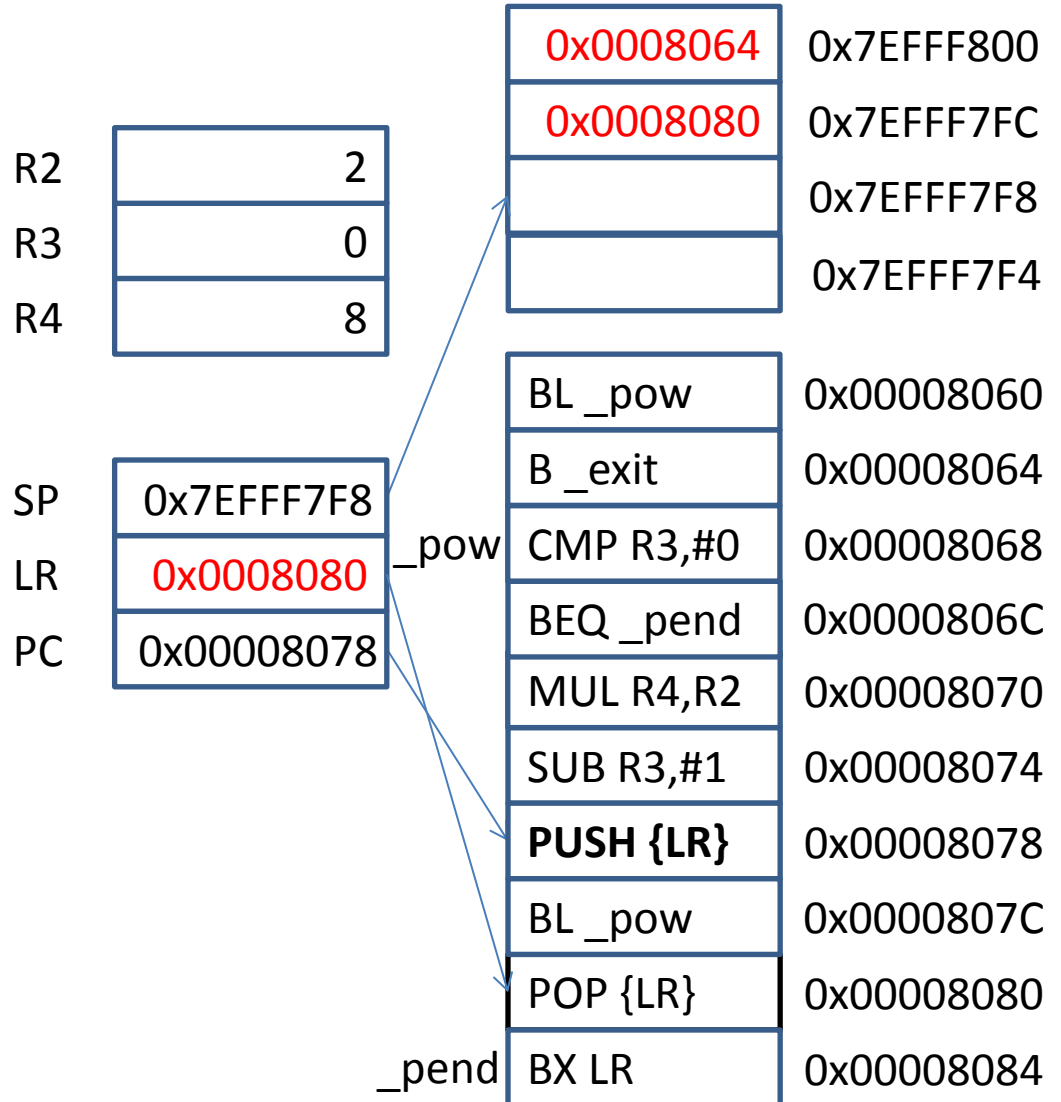 0x0008064 0x7EFFF800
0x0008080 0x7EFFF7FC
0x7EFFF7F8
0x7EFFF7F4
R2 2
R3 0
R4 8
SP 0x7EFFF7F8
LR 0x0008080
PC 0x00008078
BL _pow 0x00008060
B _exit 0x00008064
_pow CMP R3,#0 0x00008068
BEQ _pend 0x0000806C
MUL R4,R2 0x00008070
SUB R3,#1 0x00008074
PUSH {LR} 0x00008078
BL _pow 0x0000807C
POP {LR} 0x00008080
_pend BX LR 0x00008084